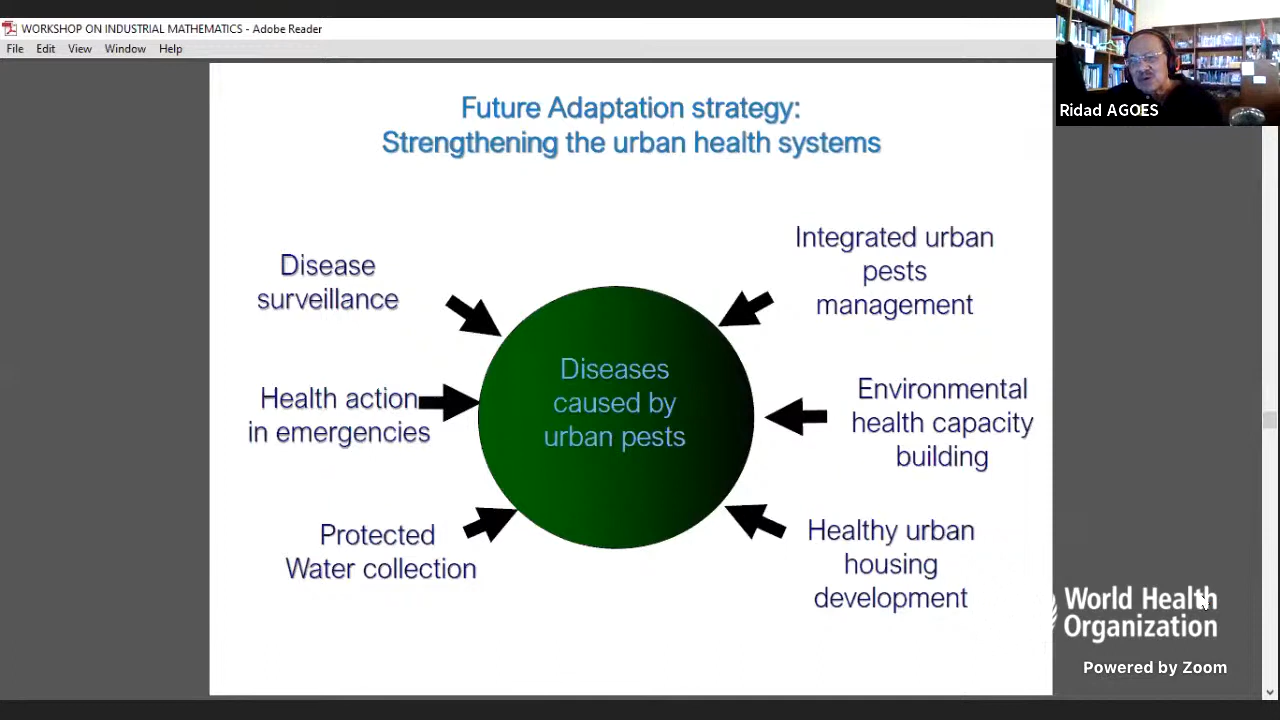 WORKSHOP ON INDUSTRIAL MATHEMATICS - Adobe Reader
File Edit View Window Help
Ridad AGOES
Future Adaptation strategy:
Strengthening the urban health systems
Disease
surveillance
Health action
in emergencies
Protected
Water collection
Diseases
caused by
urban pests
Integrated urban
pests
management
Environmental
health capacity
building
Healthy urban
housing
development
World Health
Organization
Powered by Zoom